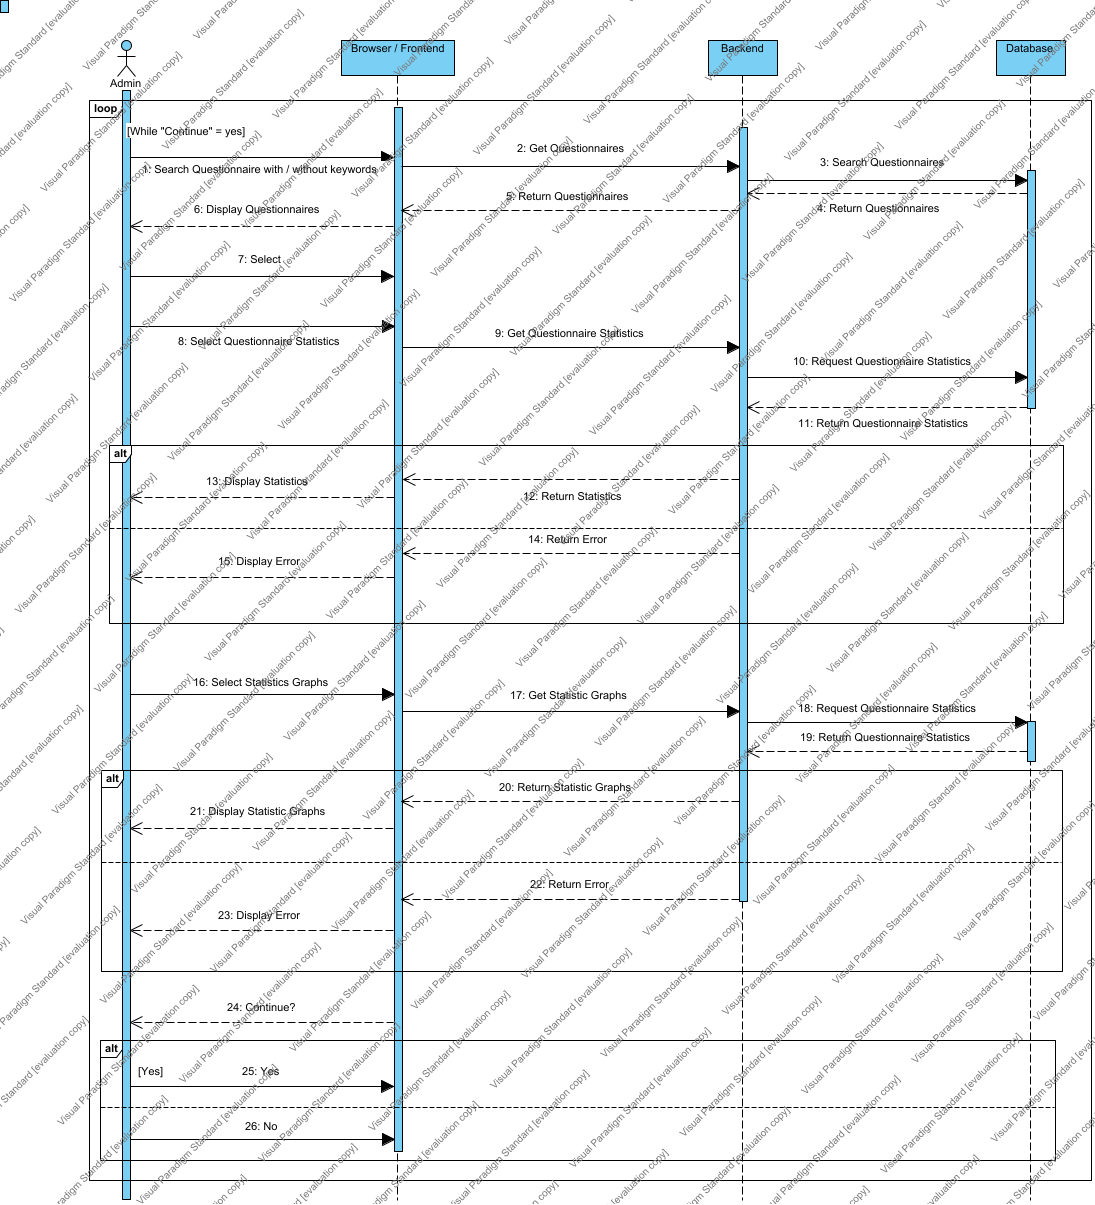 Admin
Browser / Frontend
Backend
Database
loop
[While "Continue" = yes]
1: Search Questionnaire with / without keywords
2: Get Questionnaires
3: Search Questionnaires
4: Return Questionnaires
5: Return Questionnaires
6: Display Questionnaires
7: Select
8: Select Questionnaire Statistics
9: Get Questionnaire Statistics
10: Request Questionnaire Statistics
11: Return Questionnaire Statistics
alt
12: Return Statistics
13: Display Statistics
14: Return Error
15: Display Error
16: Select Statistics Graphs
17: Get Statistic Graphs
18: Request Questionnaire Statistics
19: Return Questionnaire Statistics
alt
20: Return Statistic Graphs
21: Display Statistic Graphs
22: Return Error
23: Display Error
24: Continue?
alt
[Yes]
25: Yes
26: No
Visual Paradigm Standard [evaluation copy]